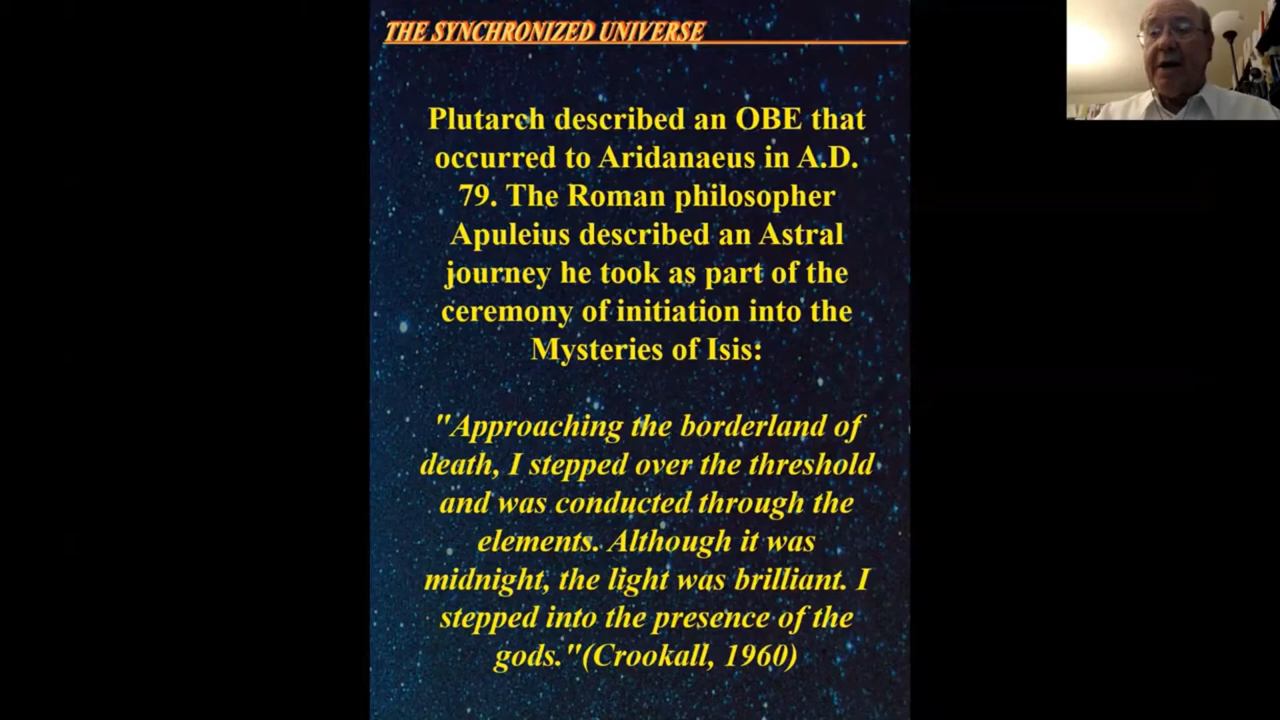 THE SYNCHRONIZED UNIVERSE
Plutarch described an OBE that
occurred to Aridanaeus in A.D.
79. The Roman philosopher
Apuleius described an Astral
journey he took as part of the
ceremony of initiation into the
Mysteries of Isis:
"Approaching the borderland of
death, I stepped over the threshold
and was conducted through the
elements. Although it was
midnight, the light was brilliant. I
stepped into the presence of the
gods."(Crookall, 1960)